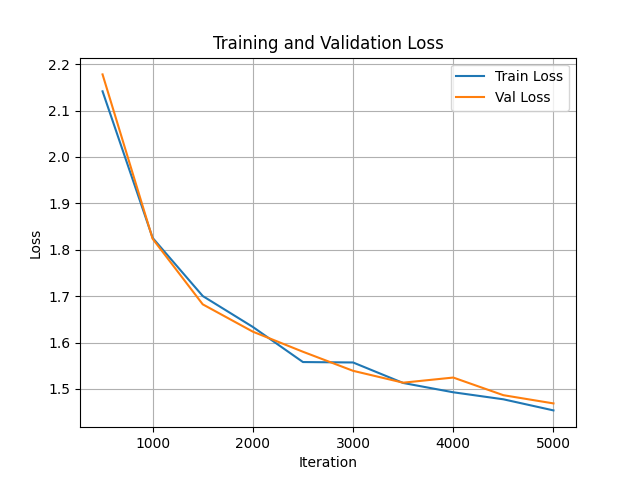 Training and Validation Loss
Train Loss
Val Loss
2.2
2.1
2.0
1.9
1.8
1.7
1.6
1.5
Loss
1000
2000
3000
4000
5000
Iteration